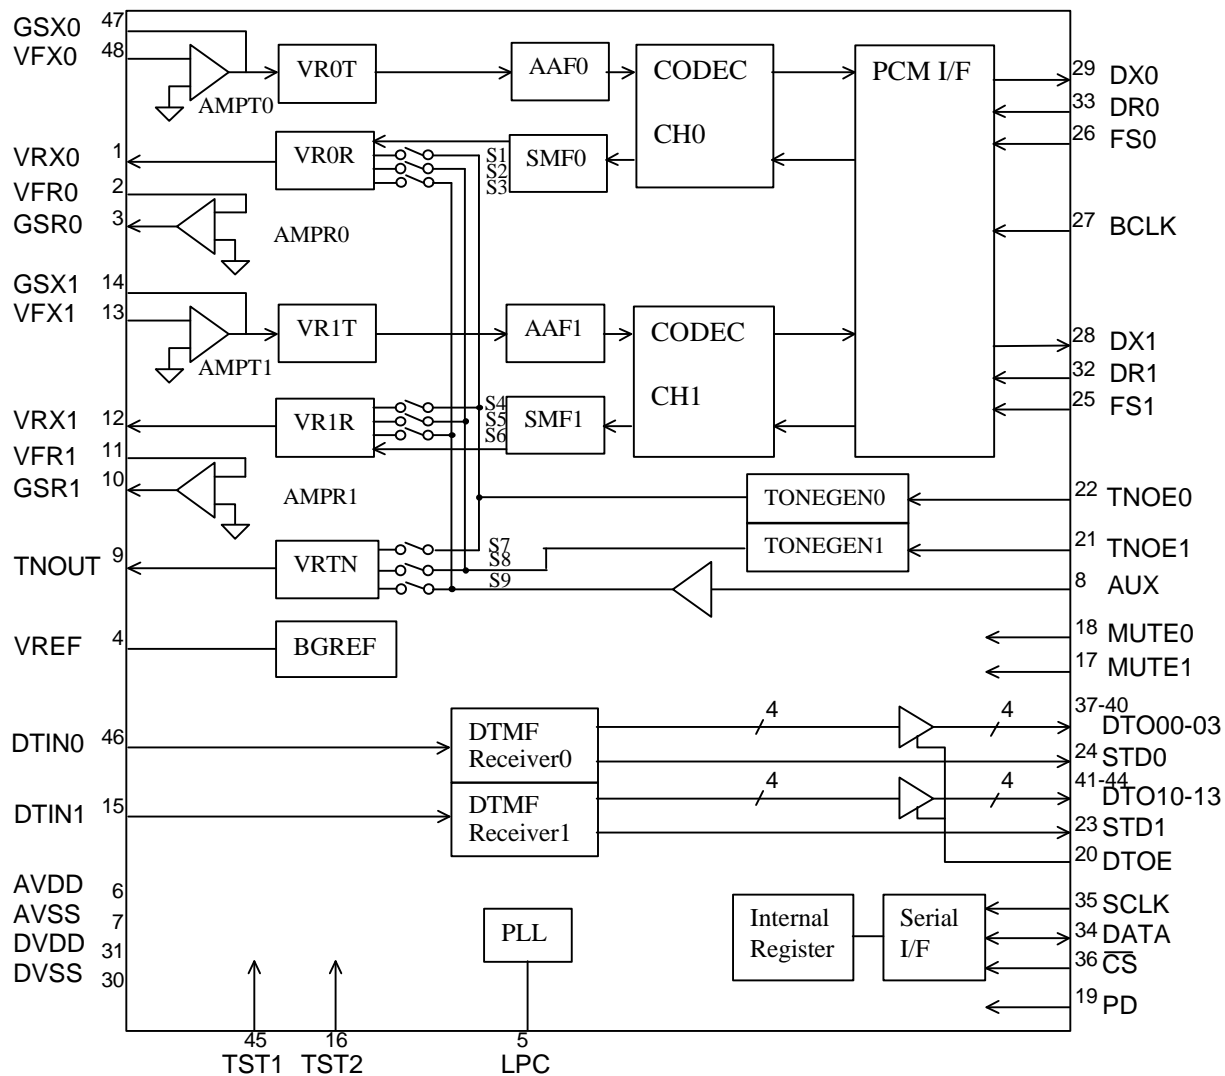 GSX0 47
VFX0 48
AMPT0
VR0T
AAF0
CODEC
CH0
PCM I/F
29 DX0
33 DR0
26 FS0
VRX0 1
VR0R
S1
S2
S3
SMF0
VFR0 2
GSR0 3
AMPR0
27 BCLK
GSX1 14
VFX1 13
AMPT1
VR1T
AAF1
CODEC
CH1
28 DX1
32 DR1
25 FS1
VRX1 12
VR1R
S4
S5
S6
SMF1
VFR1 11
GSR1 10
AMPR1
TONEGEN0
22 TNOE0
TONEGEN1
21 TNOE1
TNOUT 9
VRTN
S7
S8
S9
8 AUX
VREF 4
BGREF
18 MUTE0
17 MUTE1
DTIN0 46
DTMF
Receiver0
4
4
37-40
DTO00-03
24 STD0
DTIN1 15
DTMF
Receiver1
4
4
41-44
DTO10-13
23 STD1
20 DTOE
AVDD 6
AVSS 7
DVDD 31
DVSS 30
PLL
Internal
Register
Serial
I/F
35 SCLK
34 DATA
36 CS
19 PD
45
TST1
16
TST2
5
LPC